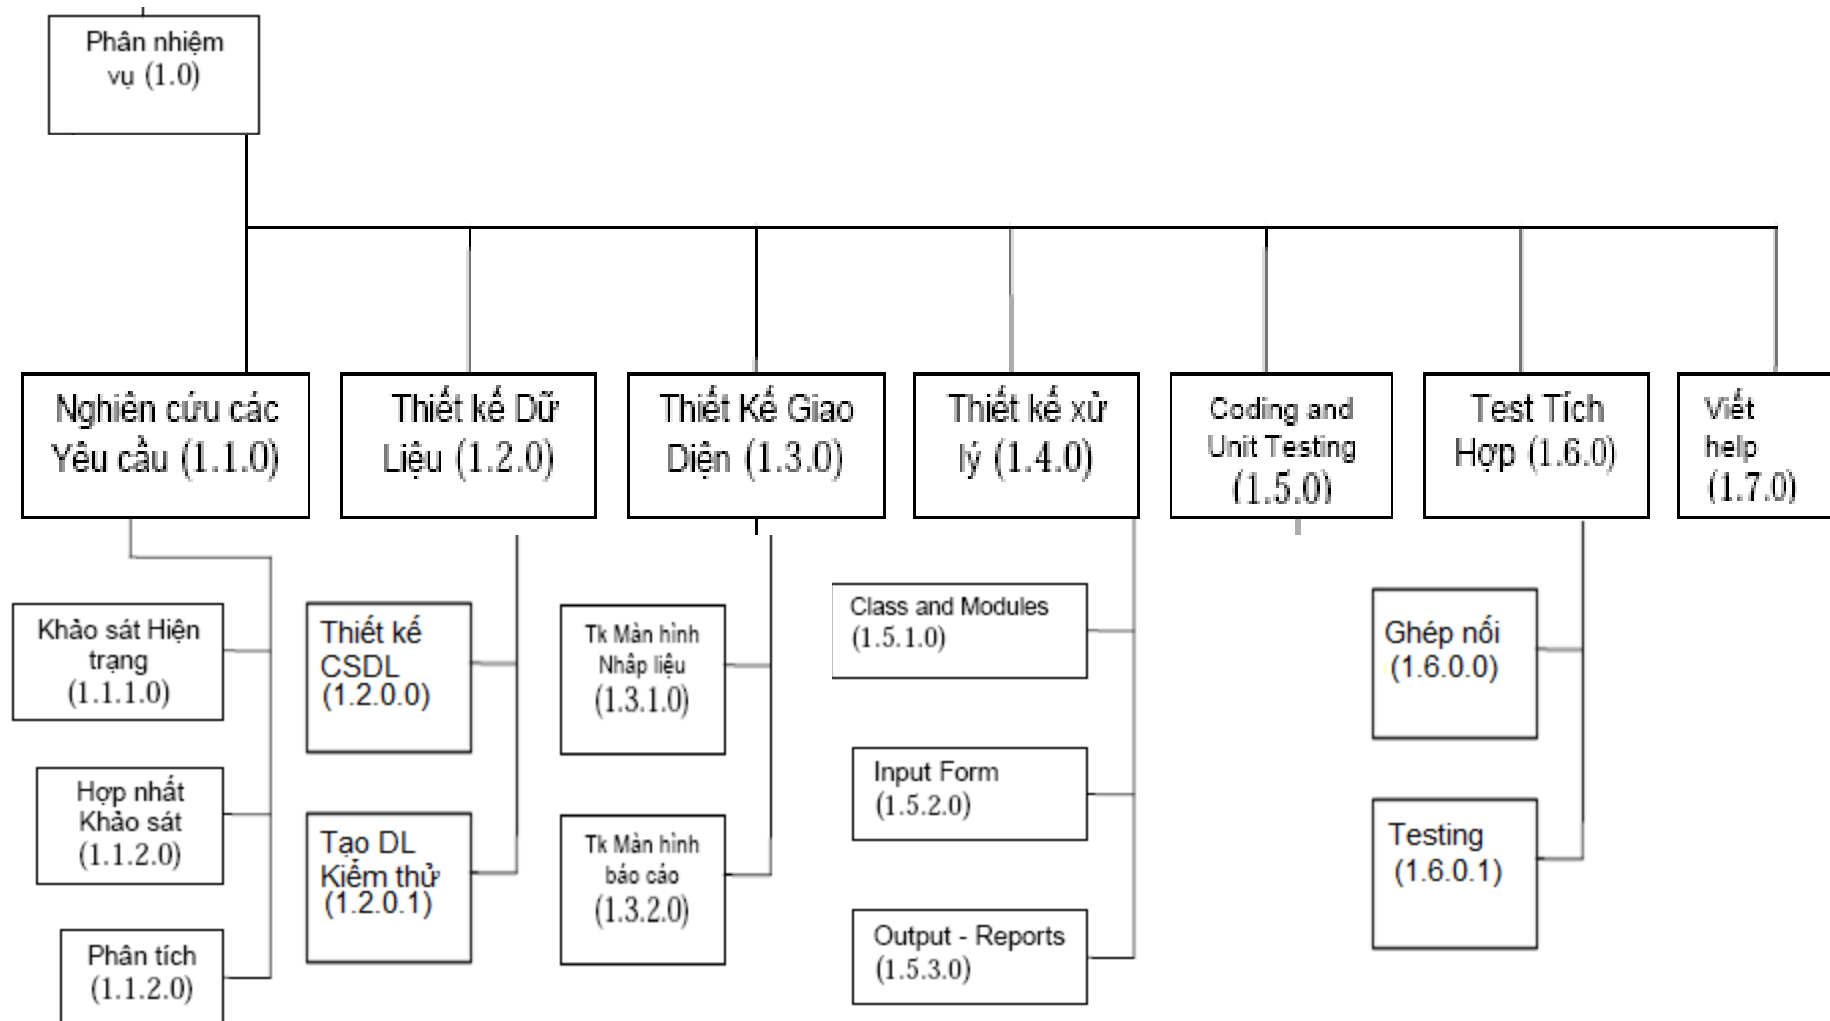 Phân nhiệm
vụ (1.0)
Nghiên cứu các
Yêu cầu (1.1.0)
Thiết kế Dữ
Liệu (1.2.0)
Thiết Kế Giao
Diện (1.3.0)
Thiết kế xử
lý (1.4.0)
Coding and
Unit Testing
(1.5.0)
Test Tích
Hợp (1.6.0)
Viết
help
(1.7.0)
Khảo sát Hiện
trạng
(1.1.1.0)
Hợp nhất
Khảo sát
(1.1.2.0)
Phân tích
(1.1.2.0)
Thiết kế
CSDL
(1.2.0.0)
Tạo DL
Kiểm thử
(1.2.0.1)
Tk Màn hình
Nhâp liệu
(1.3.1.0)
Tk Màn hình
báo cáo
(1.3.2.0)
Class and Modules
(1.5.1.0)
Input Form
(1.5.2.0)
Output - Reports
(1.5.3.0)
Ghép nối
(1.6.0.0)
Testing
(1.6.0.1)